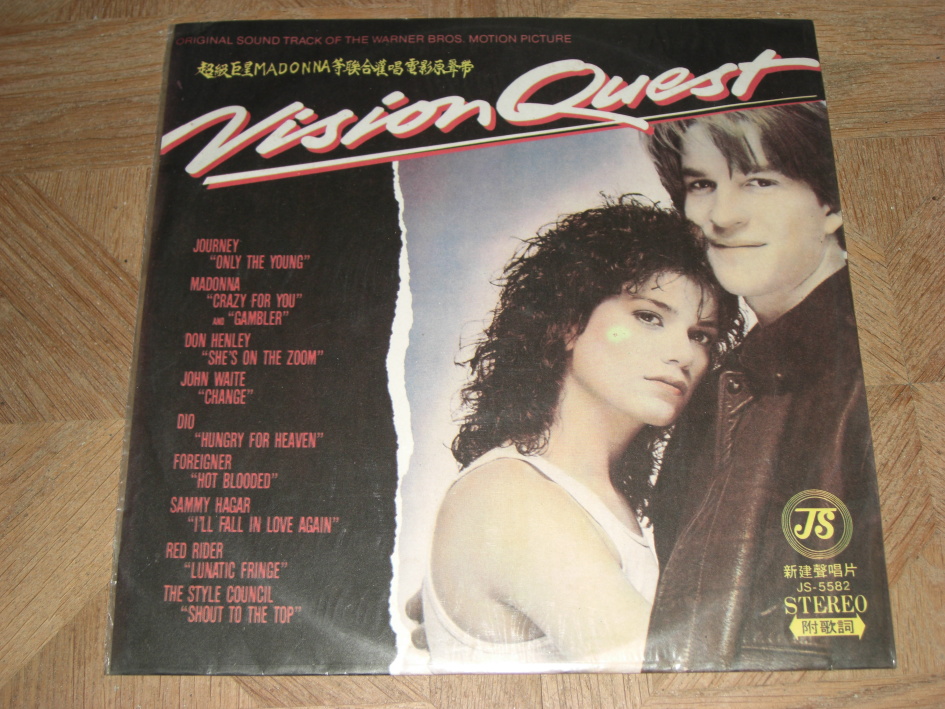 ORIGINAL SOUND TRACK OF THE WARNER BROS. MOTION PICTURE
超級巨星MADONNA等聯合灌唱電影原聲帶
Vision Quest
JOURNEY
"ONLY THE YOUNG"
MADONNA
"CRAZY FOR YOU"
AND "GAMBLER"
DON HENLEY
"SHE'S ON THE ZOOM"
JOHN WAITE
"CHANGE"
DIO
"HUNGRY FOR HEAVEN"
FOREIGNER
"HOT BLOODED"
SAMMY HAGAR
"I'LL FALL IN LOVE AGAIN"
RED RIDER
"LUNATIC FRINGE"
THE STYLE COUNCIL
"SHOUT TO THE TOP"
JS
新建聲唱片
JS-5582
STEREO
附歌詞